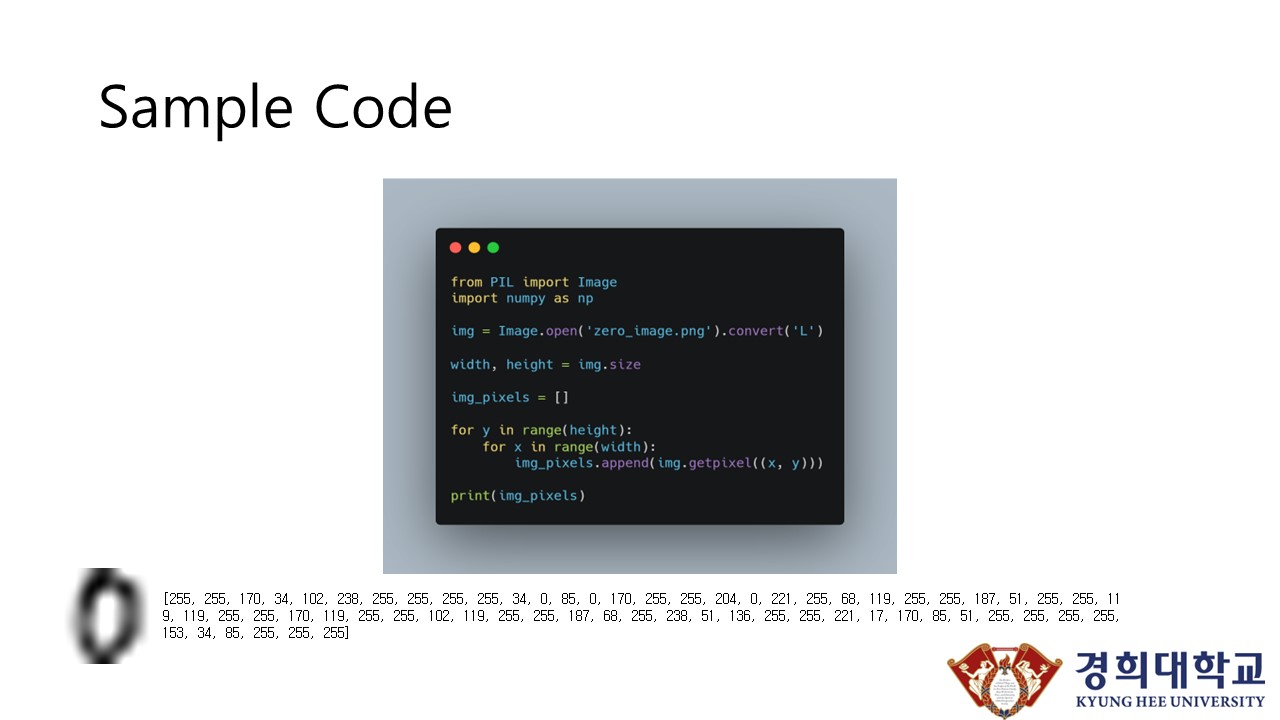 Sample Code
from PIL import Image
import numpy as np
img = Image.open('zero_image.png').convert('L')
width, height = img.size
img_pixels = []
for y in range(height):
    for x in range(width):
        img_pixels.append(img.getpixel((x, y)))
print(img_pixels)
[255, 255, 170, 34, 102, 238, 255, 255, 255, 255, 34, 0, 85, 0, 170, 255, 255, 204, 0, 221, 255, 68, 119, 255, 255, 187, 51, 255, 255, 11
9, 119, 255, 255, 170, 119, 255, 255, 102, 119, 255, 255, 187, 68, 255, 238, 51, 136, 255, 255, 221, 17, 170, 85, 51, 255, 255, 255, 255,
153, 34, 85, 255, 255, 255]
경희대학교
KYUNG HEE UNIVERSITY